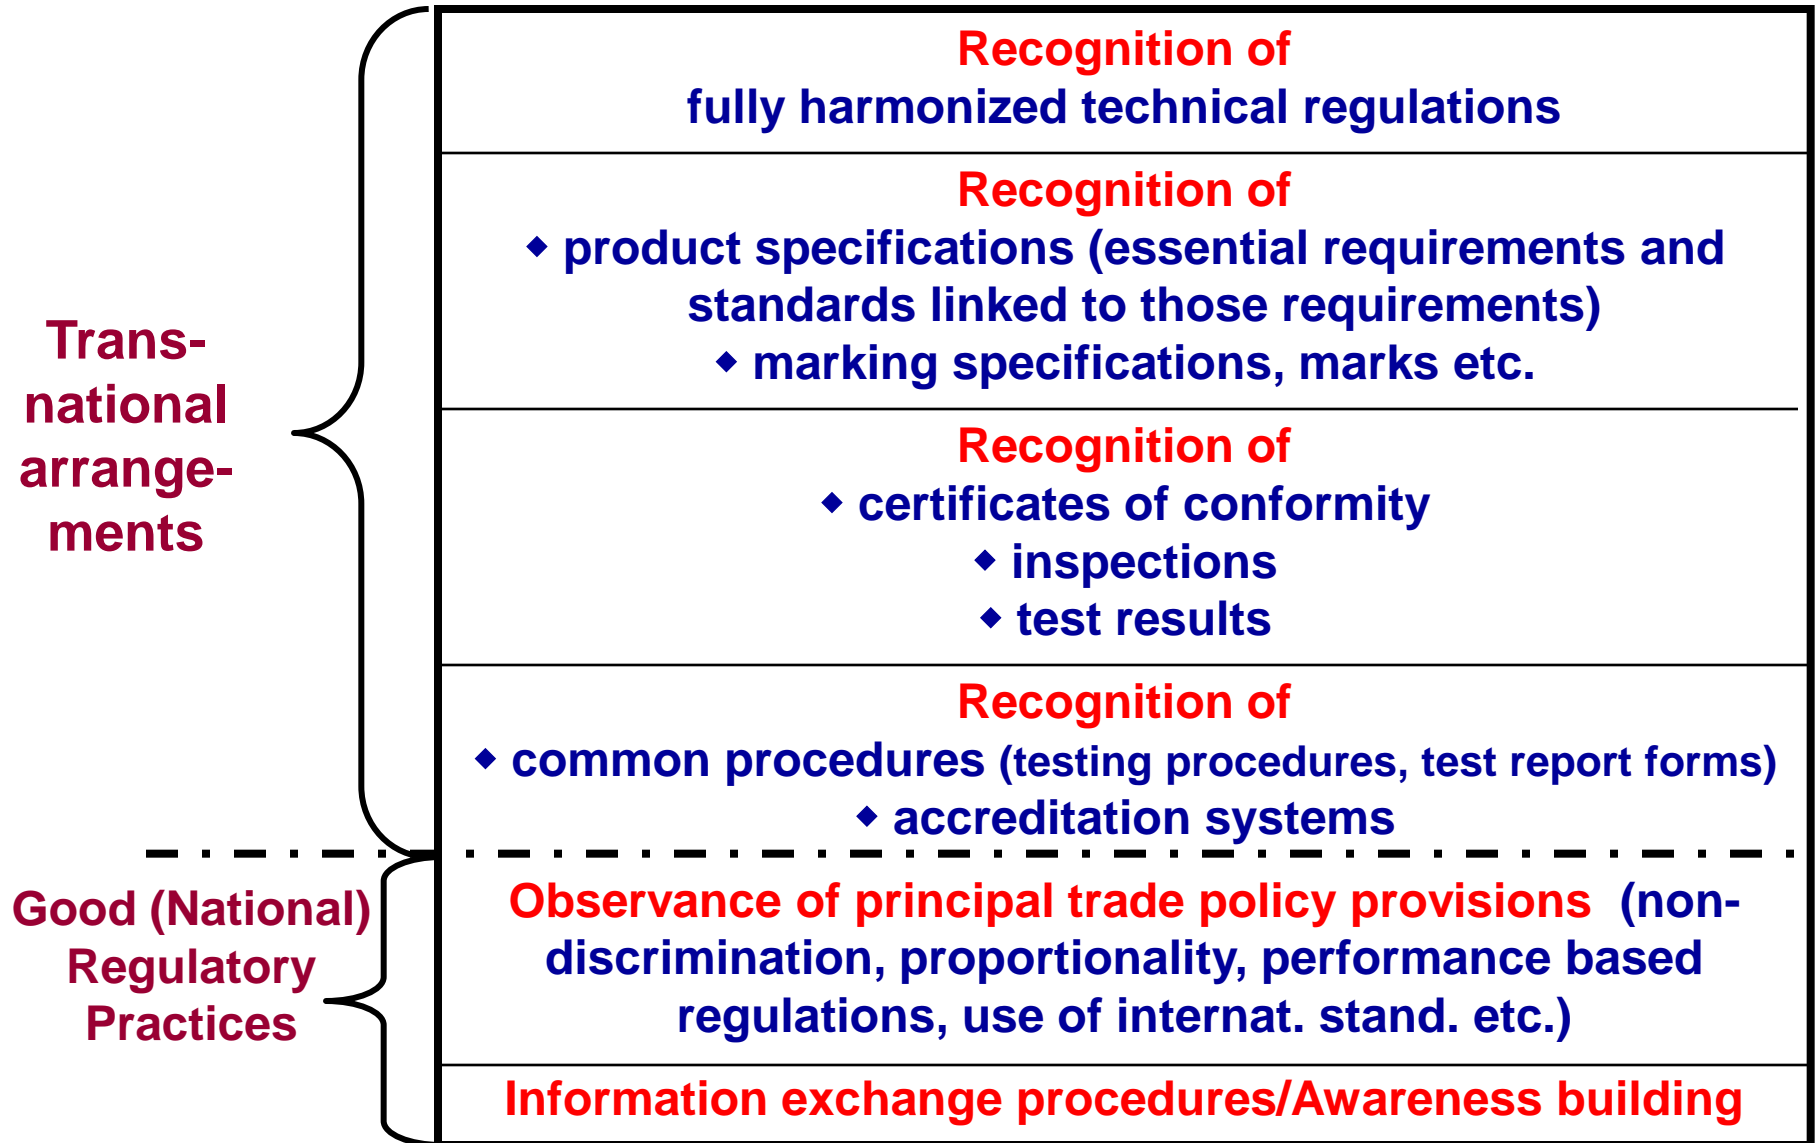 Recognition of
fully harmonized technical regulations
Recognition of
◆ product specifications (essential requirements and
standards linked to those requirements)
◆ marking specifications, marks etc.
Trans-
national
arrange-
ments
Recognition of
◆ certificates of conformity
◆ inspections
◆ test results
Recognition of
◆ common procedures (testing procedures, test report forms)
◆ accreditation systems
Good (National)
Regulatory
Practices
Observance of principal trade policy provisions (non-
discrimination, proportionality, performance based
regulations, use of internat. stand. etc.)
Information exchange procedures/Awareness building